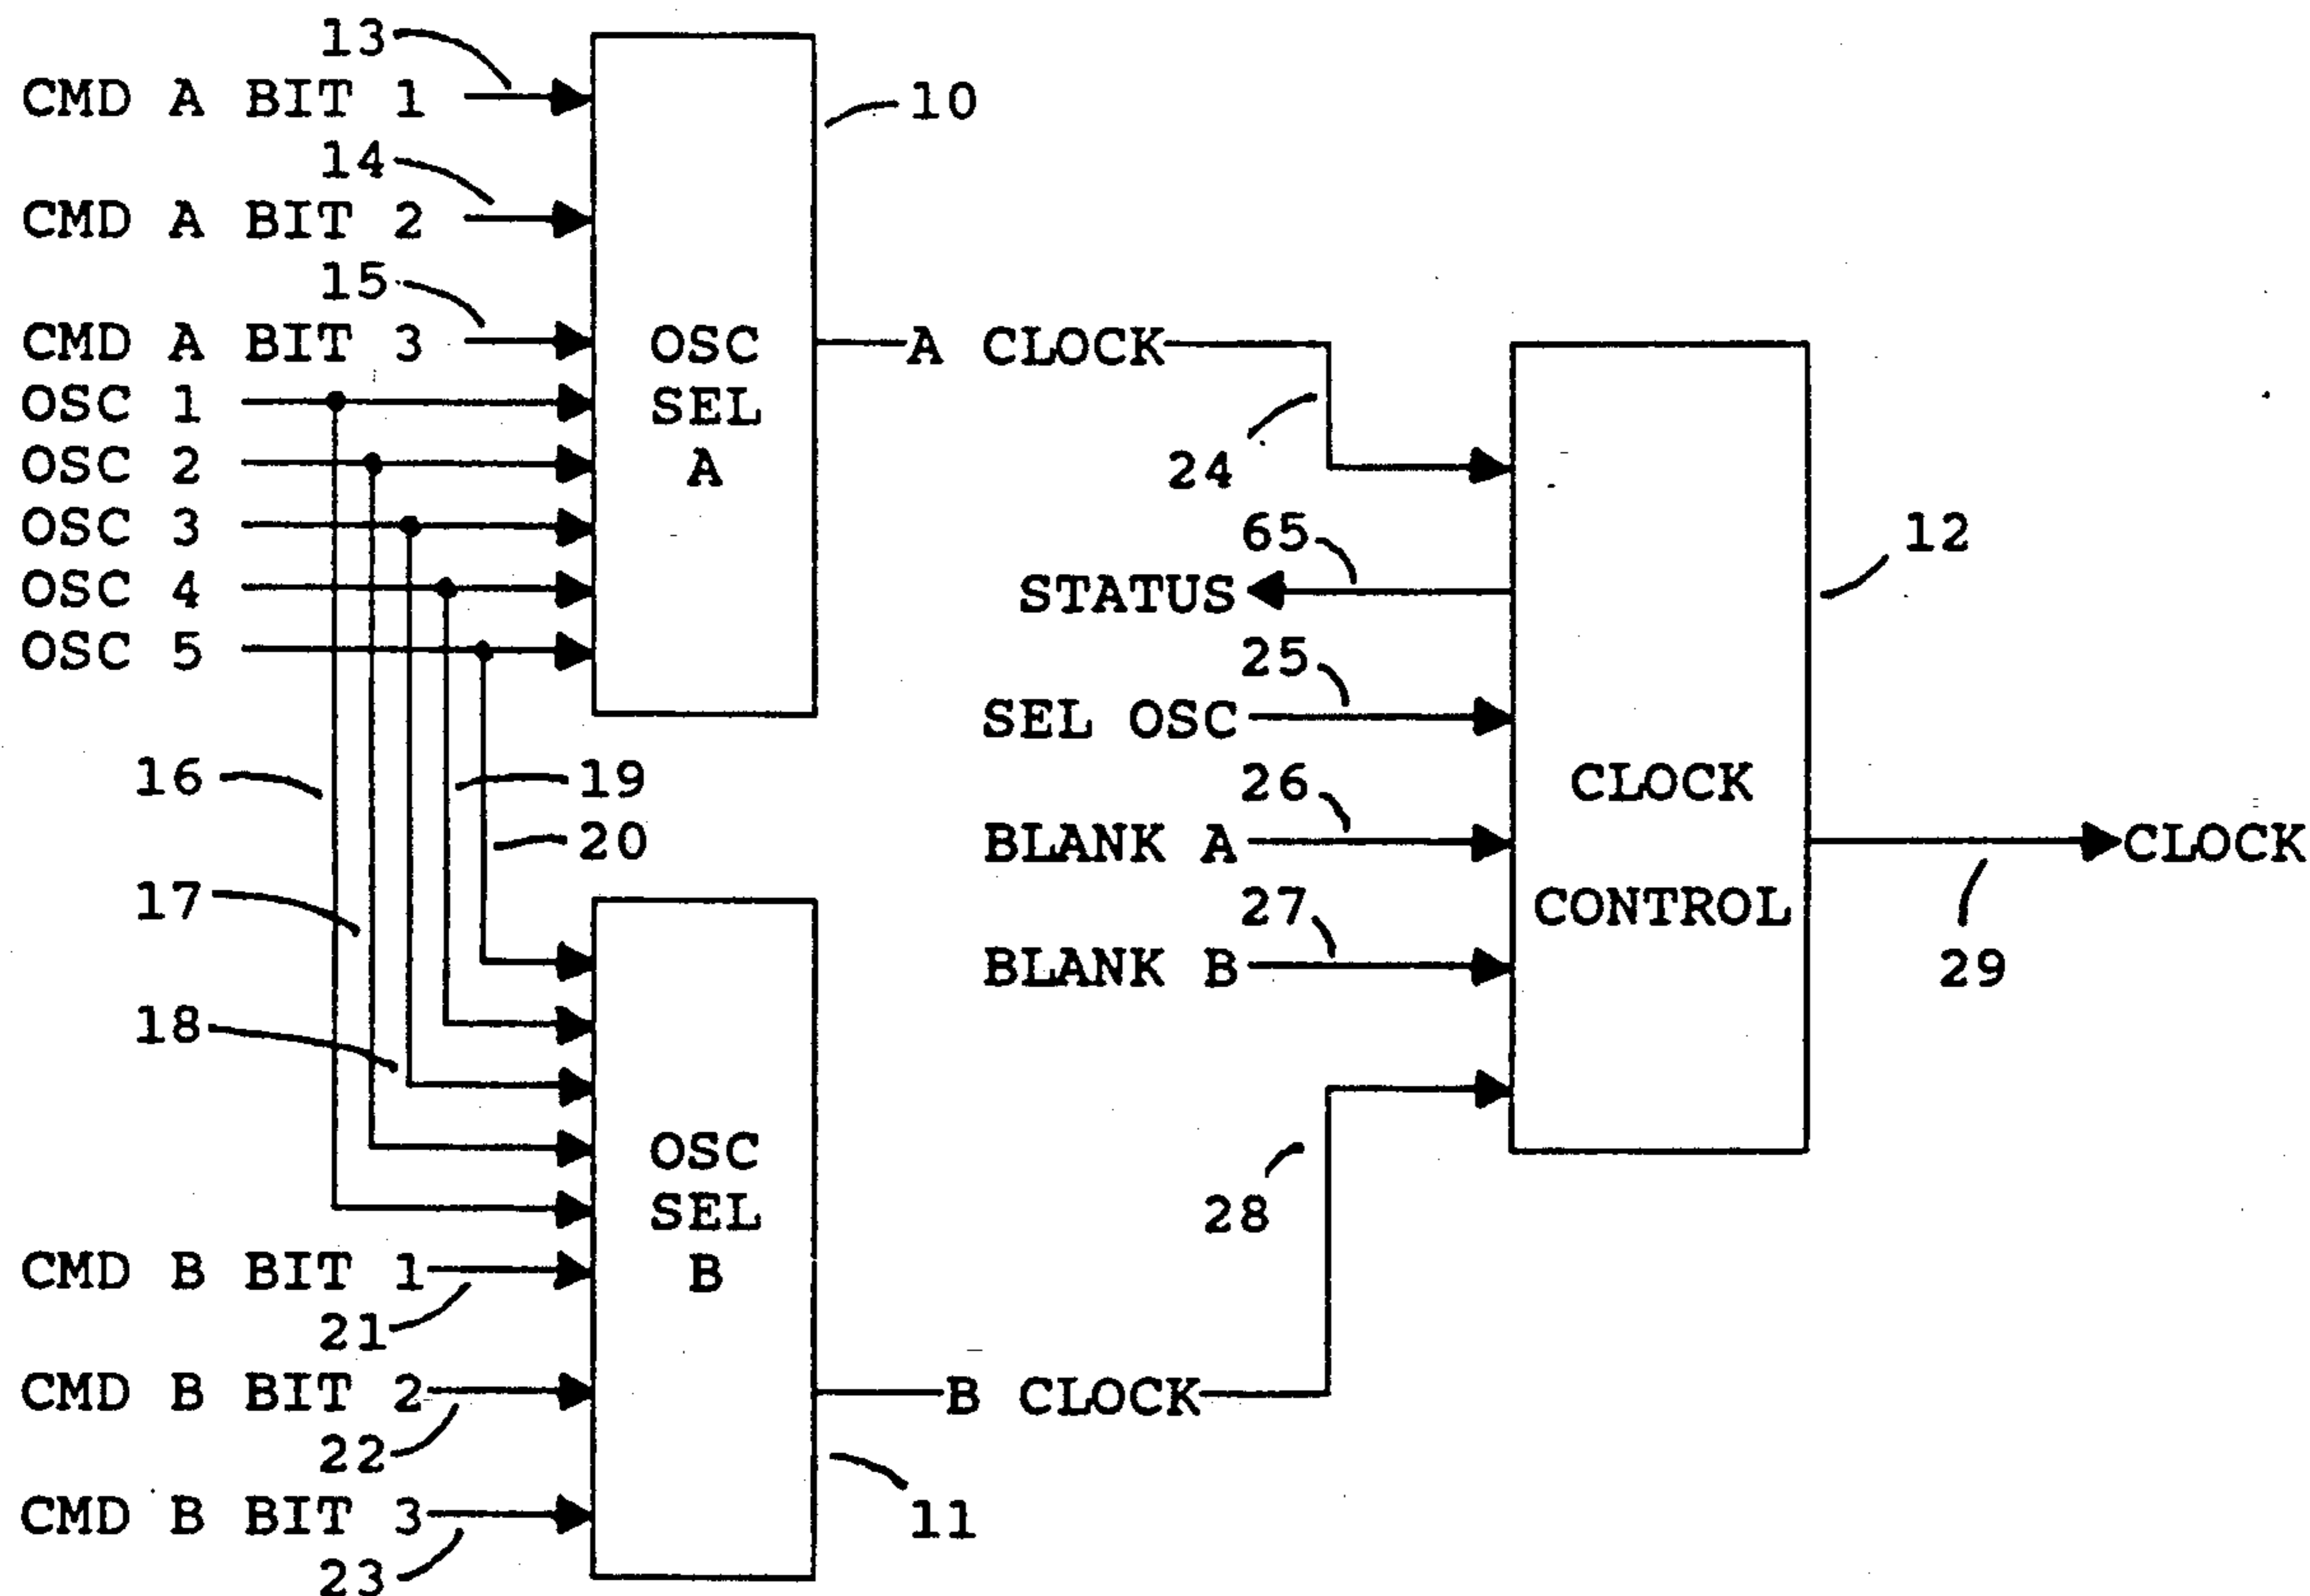 13
CMD A BIT 1
10
14
CMD A BIT 2
15
CMD A BIT 3
OSC 1
OSC 2
OSC 3
OSC 4
OSC 5
OSC
SEL
A
A CLOCK
24
65
STATUS
25
SEL OSC
26
BLANK A
27
BLANK B
12
CLOCK
CONTROL
CLOCK
29
16
19
20
17
18
OSC
SEL
B
28
CMD B BIT 1
21
CMD B BIT 2
22
B CLOCK
CMD B BIT 3
11
23